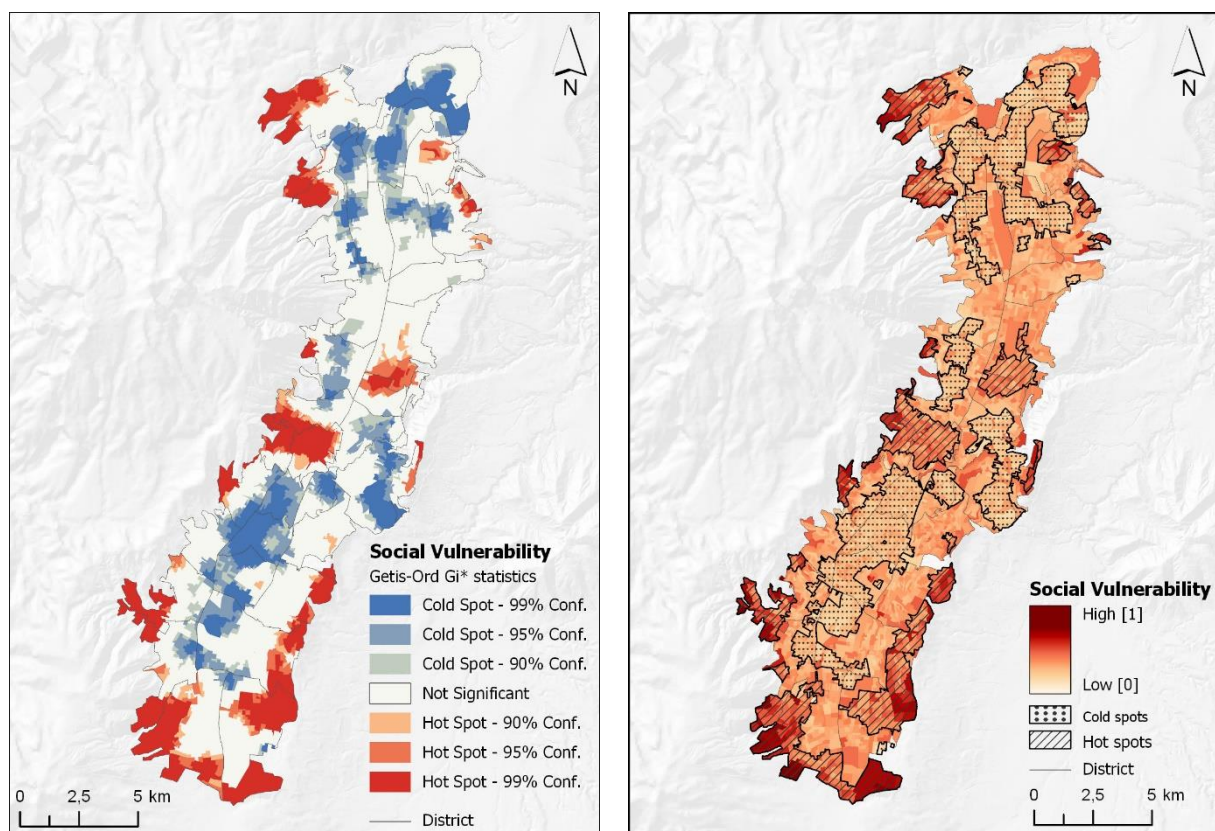 N
Social Vulnerability
Getis-Ord Gi* statistics
Cold Spot - 99% Conf.
Cold Spot - 95% Conf.
Cold Spot - 90% Conf.
Not Significant
Hot Spot - 90% Conf.
Hot Spot - 95% Conf.
Hot Spot - 99% Conf.
District
0 2,5 5 km
N
Social Vulnerability
High [1]
Low [0]
Cold spots
Hot spots
District
0 2,5 5 km